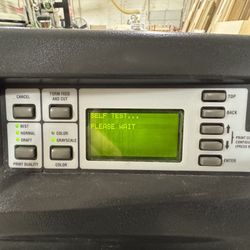 CANCEL
FORM FEED
AND CUT
TOP
SELF TEST...
PLEASE WAIT
BACK
BEST
NORMAL
DRAFT
COLOR
GRAYSCALE
PRINT QUALITY
COLOR
ENTER